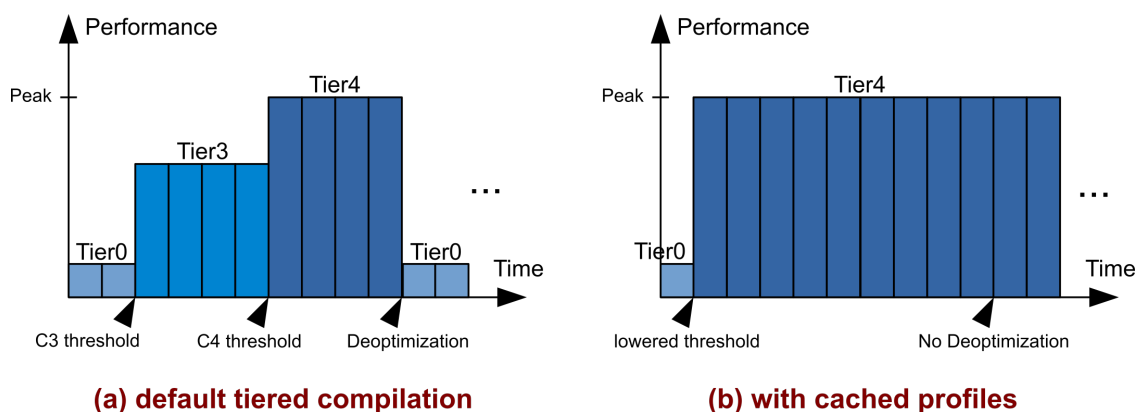 Performance
Peak
Tier4
Tier3
...
Tier0
Tier0
Time
C3 threshold
C4 threshold
Deoptimization
(a) default tiered compilation
Performance
Peak
Tier4
...
Tier0
Time
lowered threshold
No Deoptimization
(b) with cached profiles